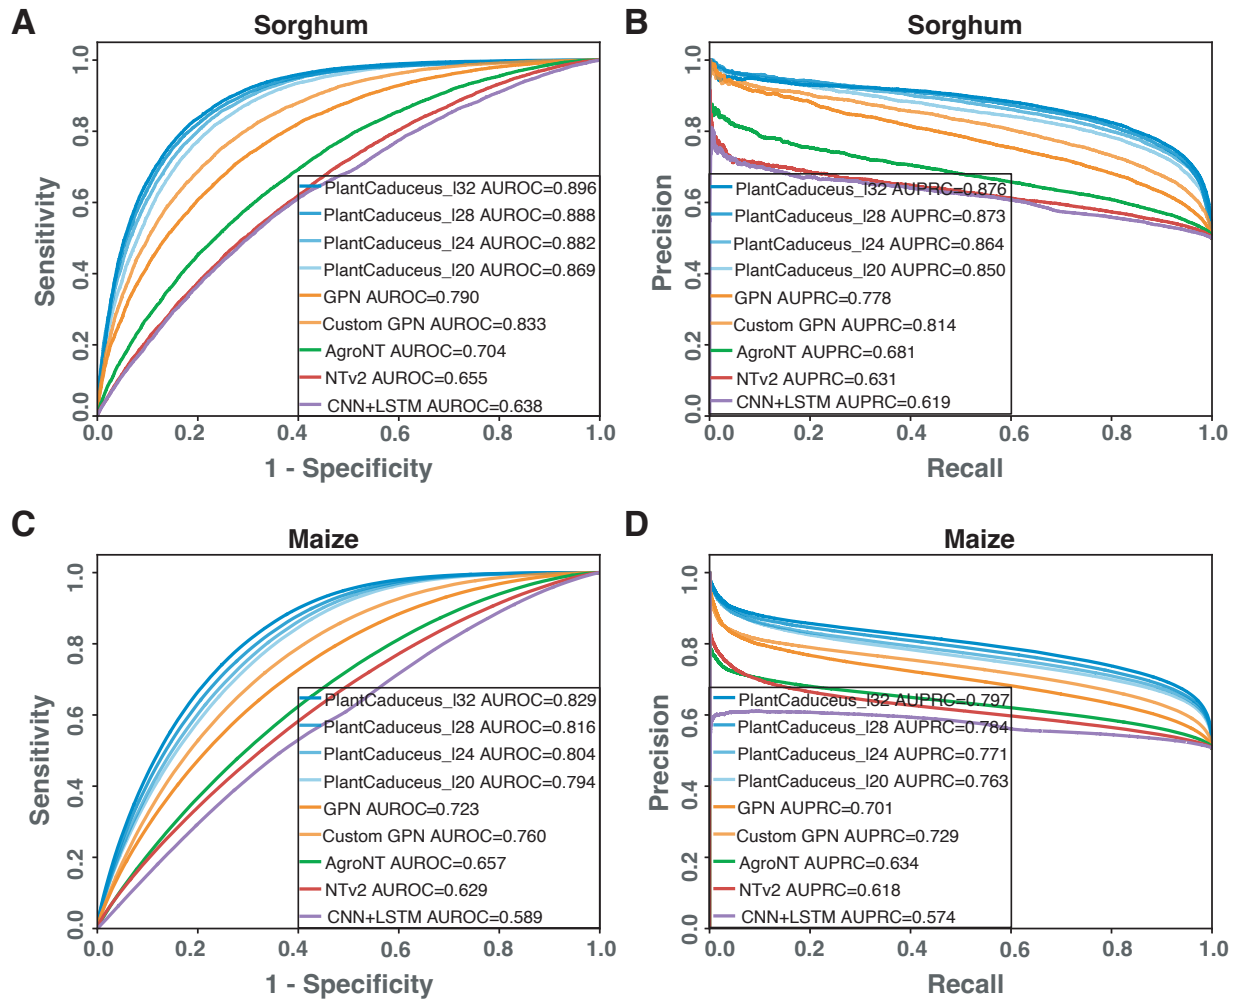 A
Sorghum
Sensitivity
1.0
0.8
0.6
0.4
0.2
0.0
PlantCaduceus_l32 AUROC=0.896
PlantCaduceus_l28 AUROC=0.888
PlantCaduceus_l24 AUROC=0.882
PlantCaduceus_l20 AUROC=0.869
GPN AUROC=0.790
Custom GPN AUROC=0.833
AgroNT AUROC=0.704
NTv2 AUROC=0.655
CNN+LSTM AUROC=0.638
0.0 0.2 0.4 0.6 0.8 1.0
1 - Specificity
B
Sorghum
Precision
1.0
0.8
0.6
0.4
0.2
0.0
PlantCaduceus_l32 AUPRC=0.876
PlantCaduceus_l28 AUPRC=0.873
PlantCaduceus_l24 AUPRC=0.864
PlantCaduceus_l20 AUPRC=0.850
GPN AUPRC=0.778
Custom GPN AUPRC=0.814
AgroNT AUPRC=0.681
NTv2 AUPRC=0.631
CNN+LSTM AUPRC=0.619
0.0 0.2 0.4 0.6 0.8 1.0
Recall
C
Maize
Sensitivity
1.0
0.8
0.6
0.4
0.2
0.0
PlantCaduceus_l32 AUROC=0.829
PlantCaduceus_l28 AUROC=0.816
PlantCaduceus_l24 AUROC=0.804
PlantCaduceus_l20 AUROC=0.794
GPN AUROC=0.723
Custom GPN AUROC=0.760
AgroNT AUROC=0.657
NTv2 AUROC=0.629
CNN+LSTM AUROC=0.589
0.0 0.2 0.4 0.6 0.8 1.0
1 - Specificity
D
Maize
Precision
1.0
0.8
0.6
0.4
0.2
0.0
PlantCaduceus_l32 AUPRC=0.797
PlantCaduceus_l28 AUPRC=0.784
PlantCaduceus_l24 AUPRC=0.771
PlantCaduceus_l20 AUPRC=0.763
GPN AUPRC=0.701
Custom GPN AUPRC=0.729
AgroNT AUPRC=0.634
NTv2 AUPRC=0.618
CNN+LSTM AUPRC=0.574
0.0 0.2 0.4 0.6 0.8 1.0
Recall